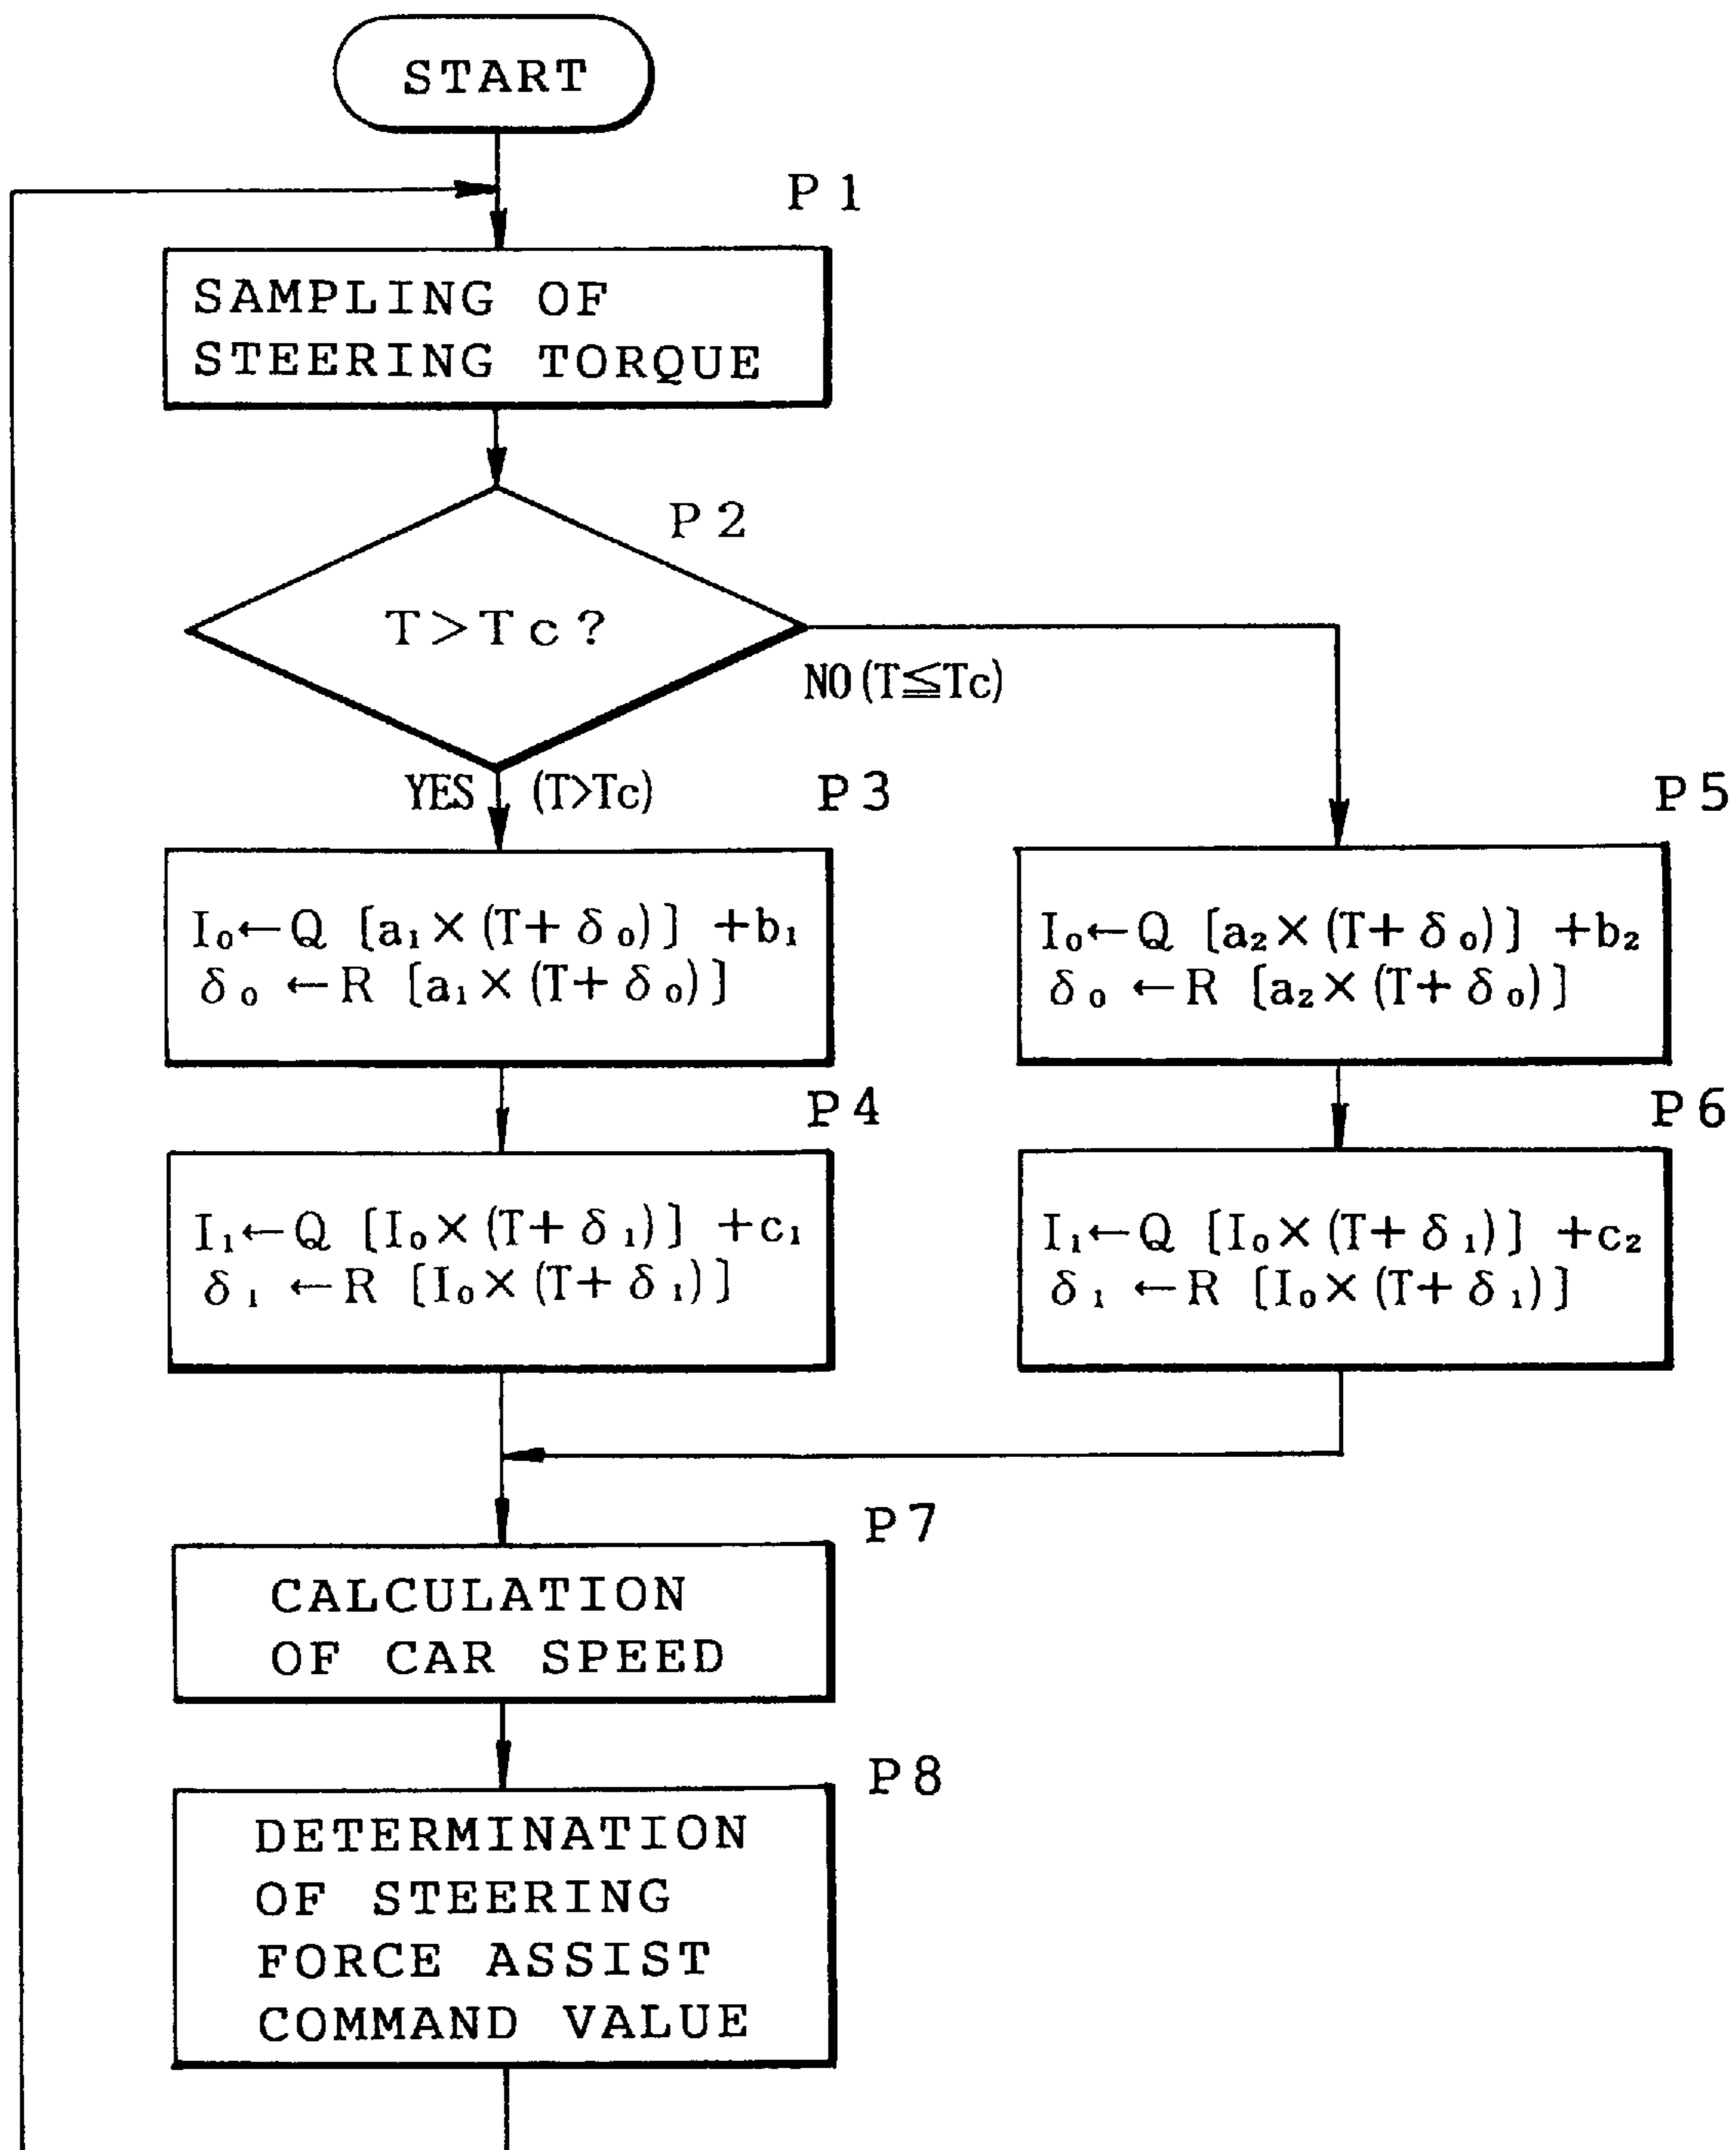 START
P1
SAMPLING OF
STEERING TORQUE
P2
T>Tc?
NO(T≦Tc)
YES (T>Tc)
P3
I₀←Q [a₁×(T+δ₀)] +b₁
δ₀ ←R [a₁×(T+δ₀)]
P5
I₀←Q [a₂×(T+δ₀)] +b₂
δ₀ ←R [a₂×(T+δ₀)]
P4
I₁←Q [I₀×(T+δ₁)] +c₁
δ₁ ←R [I₀×(T+δ₁)]
P6
I₁←Q [I₀×(T+δ₁)] +c₂
δ₁ ←R [I₀×(T+δ₁)]
P7
CALCULATION
OF CAR SPEED
P8
DETERMINATION
OF STEERING
FORCE ASSIST
COMMAND VALUE